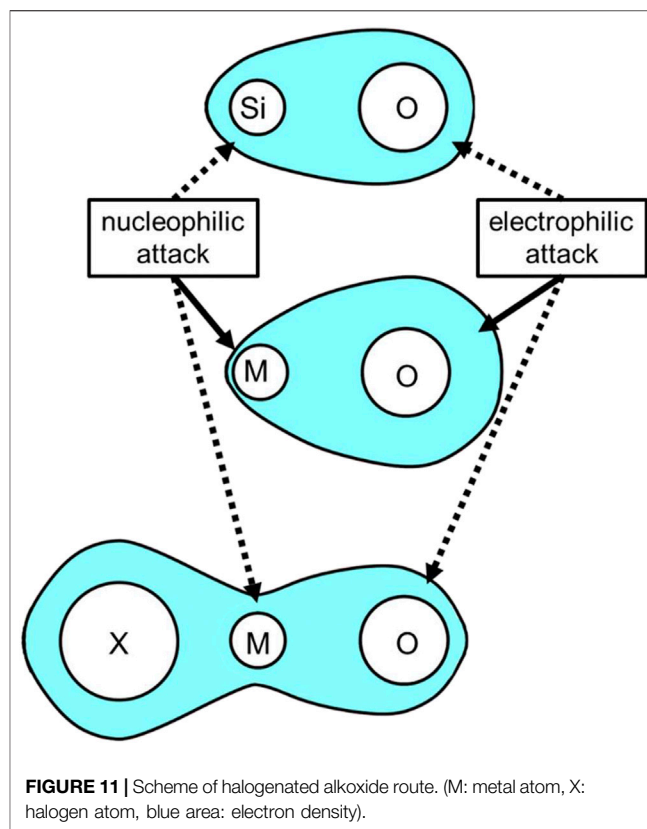 Si O
nucleophilic
attack
electrophilic
attack
M O
X M O
FIGURE 11 | Scheme of halogenated alkoxide route. (M: metal atom, X:
halogen atom, blue area: electron density).